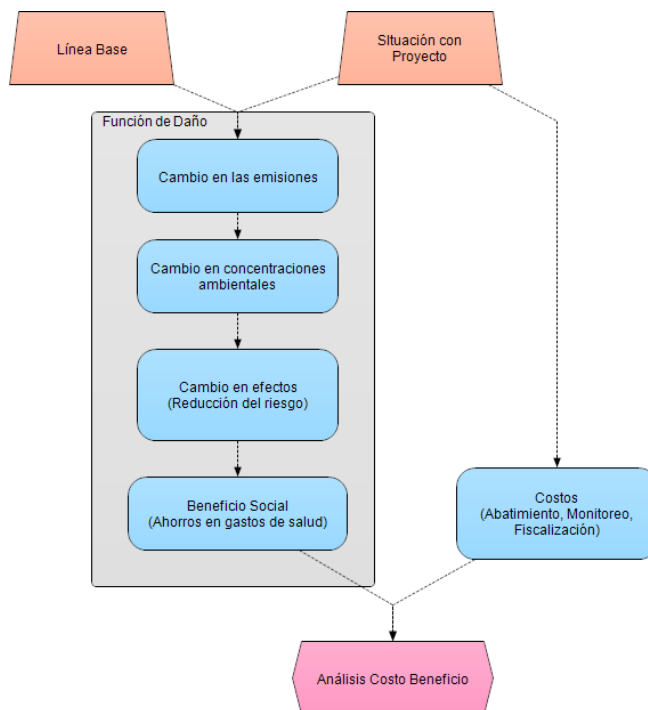 Línea Base
SItuación con
Proyecto
Función de Daño
Cambio en las emisiones
Cambio en concentraciones
ambientales
Cambio en efectos
(Reducción del riesgo)
Beneficio Social
(Ahorros en gastos de salud)
Costos
(Abatimiento, Monitoreo,
Fiscalización)
Análisis Costo Beneficio